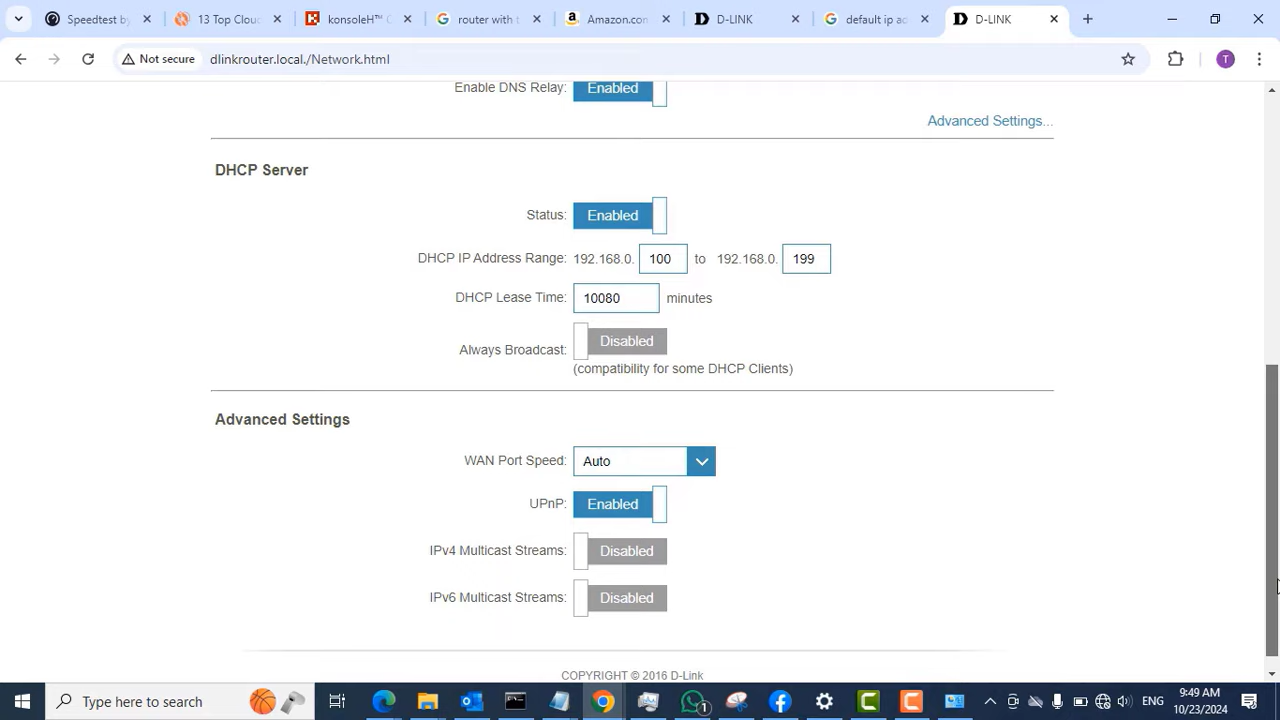 Speedtest by
13 Top Clou
konsoleH™ C
router with t
Amazon.com
D-LINK
default ip ad
D-LINK
Not secure
dlinkrouter.local./Network.html
T
Enable DNS Relay: Enabled
Advanced Settings...
DHCP Server
Status: Enabled
DHCP IP Address Range: 192.168.0. 100 to 192.168.0. 199
DHCP Lease Time: 10080 minutes
Always Broadcast: Disabled
(compatibility for some DHCP Clients)
Advanced Settings
WAN Port Speed: Auto
UPnP: Enabled
IPv4 Multicast Streams: Disabled
IPv6 Multicast Streams: Disabled
COPYRIGHT © 2016 D-Link
Type here to search
1
ENG
9:49 AM
10/23/2024